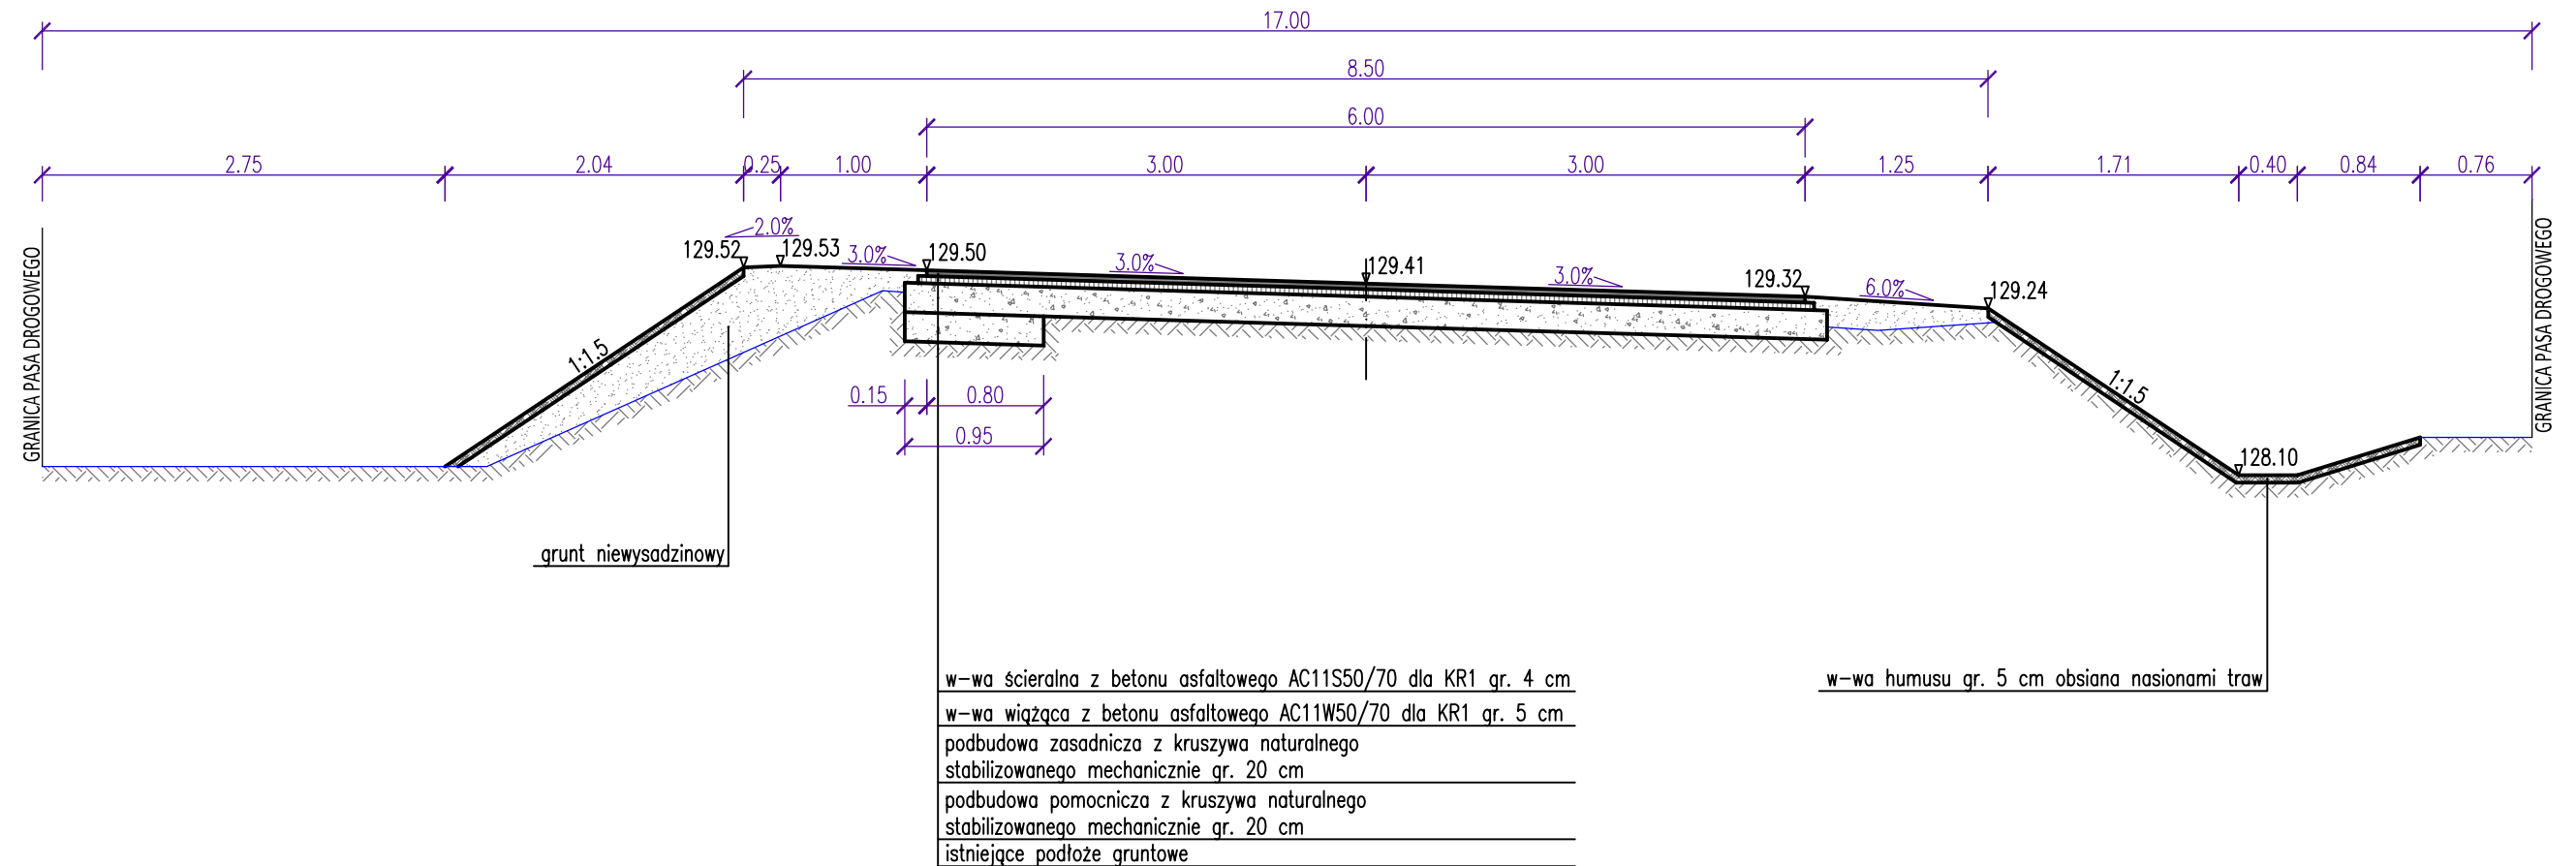 17.00
8.50
6.00
2.75 2.04 0.25 1.00 3.00 3.00 1.25 1.71 0.40 0.84 0.76
GRANICA PASA DROGOWEGO
GRANICA PASA DROGOWEGO
2.0%
129.52 129.53 3.0% 129.50 3.0% 129.41 3.0% 129.32 6.0% 129.24
1:1.5
1:1.5
0.15 0.80
0.95
128.10
grunt niewysadzinowy
w-wa ścieralna z betonu asfaltowego AC11S50/70 dla KR1 gr. 4 cm
w-wa wiążąca z betonu asfaltowego AC11W50/70 dla KR1 gr. 5 cm
podbudowa zasadnicza z kruszywa naturalnego
stabilizowanego mechanicznie gr. 20 cm
podbudowa pomocnicza z kruszywa naturalnego
stabilizowanego mechanicznie gr. 20 cm
istniejące podłoże gruntowe
w-wa humusu gr. 5 cm obsiana nasionami traw